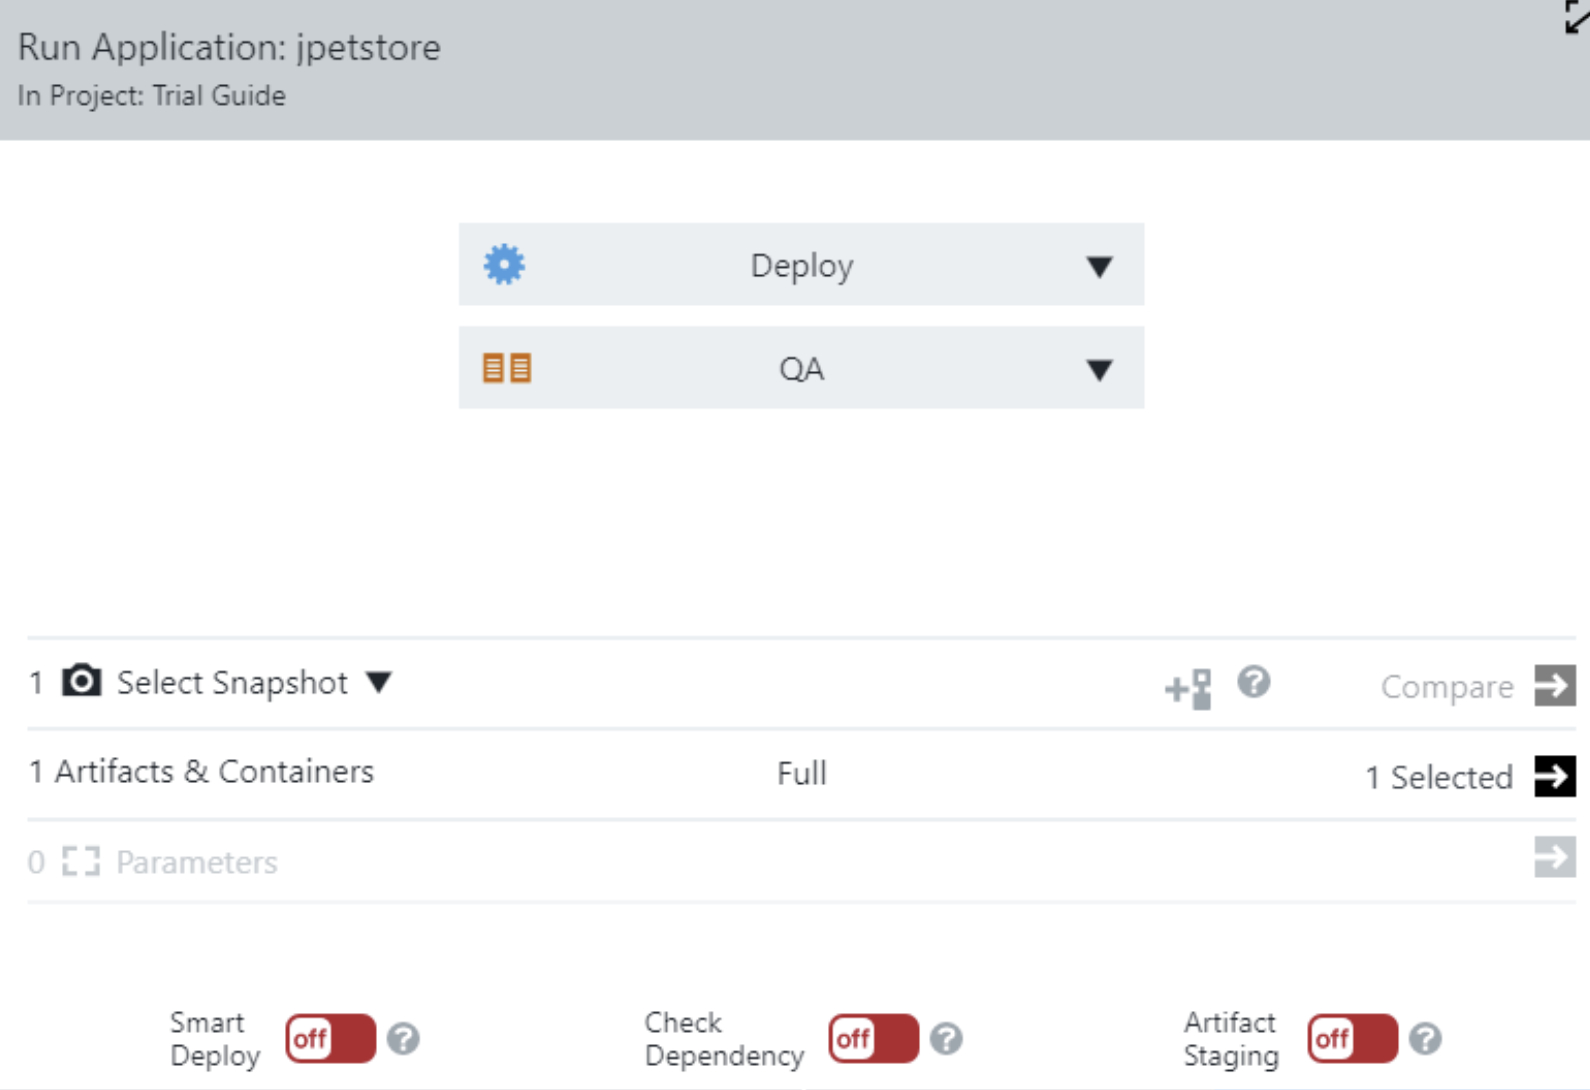 Run Application: jpetstore
In Project: Trial Guide
Deploy
QA
1 Select Snapshot ? Compare
1 Artifacts & Containers Full 1 Selected
0 Parameters
Smart
Deploy
off ?
Check
Dependency
off ?
Artifact
Staging
off ?